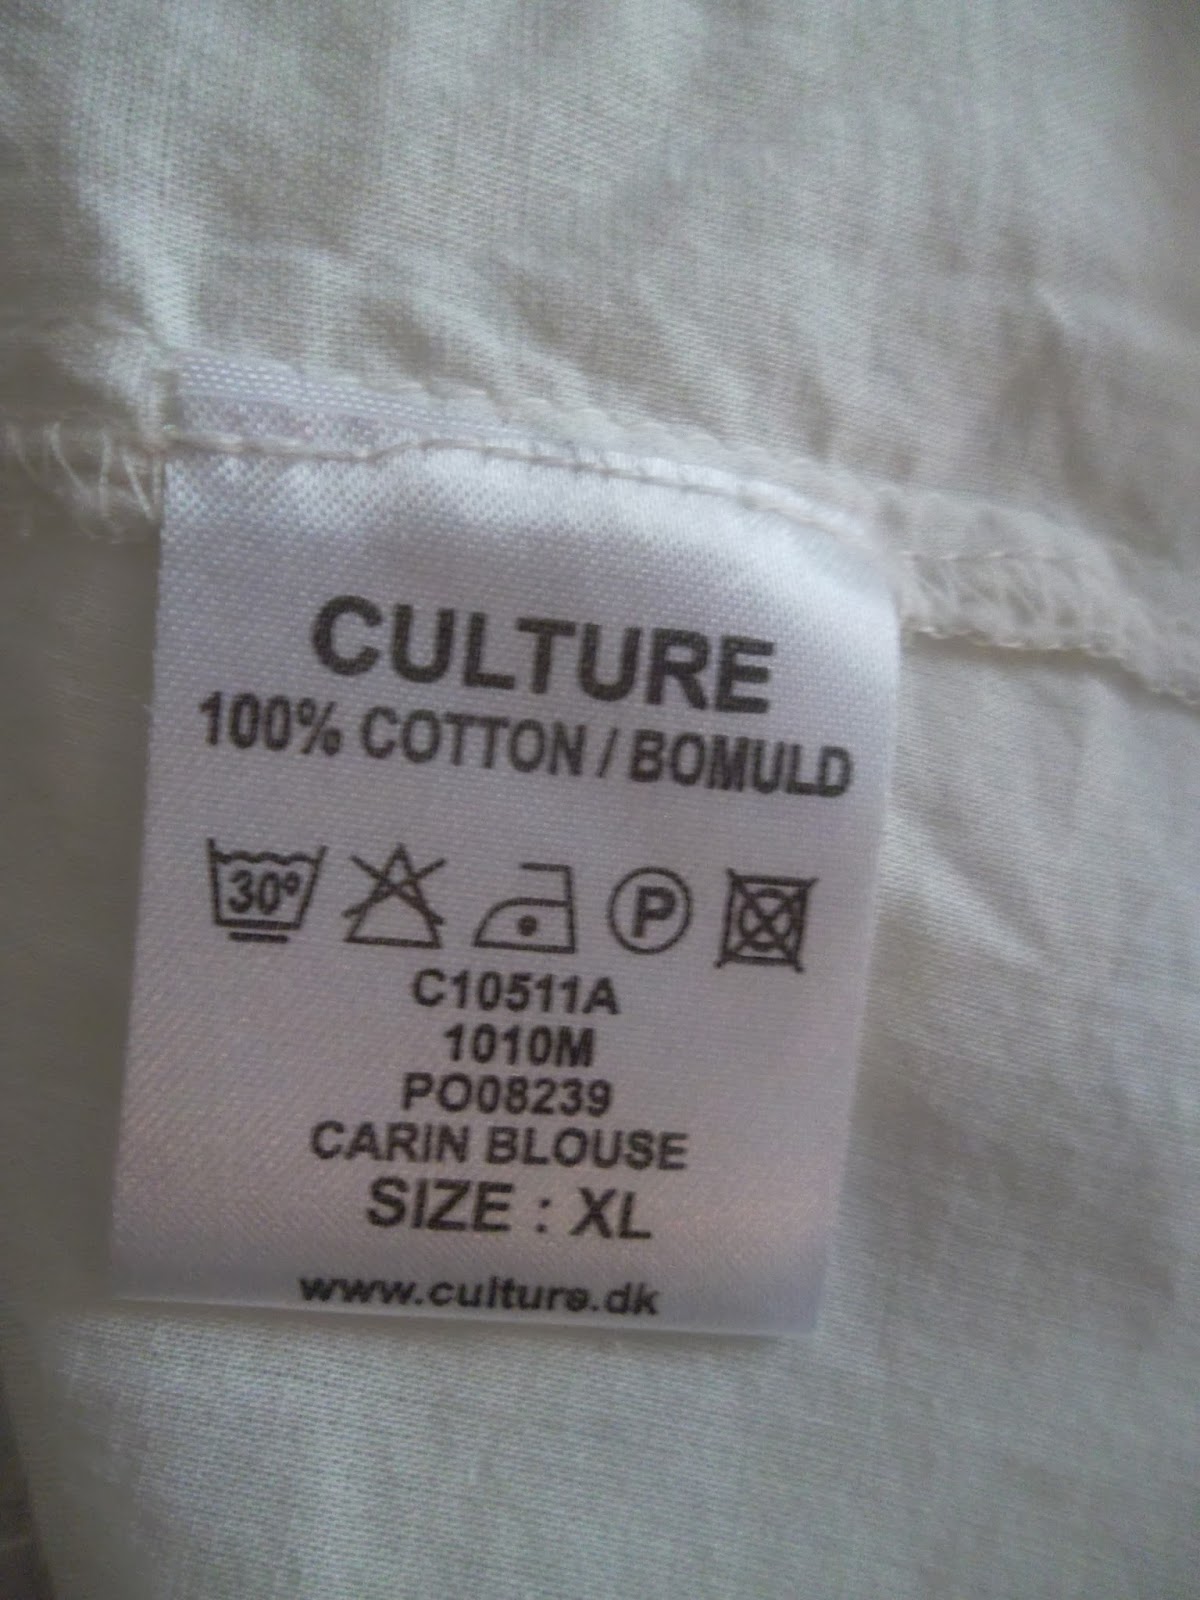 CULTURE
100% COTTON / BOMULD
30° P
C10511A
1010M
PO08239
CARIN BLOUSE
SIZE : XL
www.culture.dk